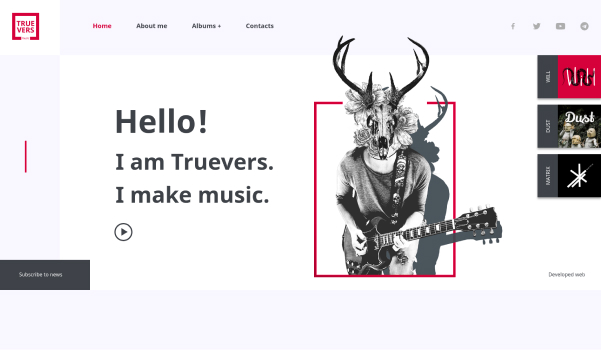 TRUE
VERS
Home
About me
Albums +
Contacts
Hello!
I am Truevers.
I make music.
WELL
DUST
Dust
MATRIX
Subscribe to news
Developed web